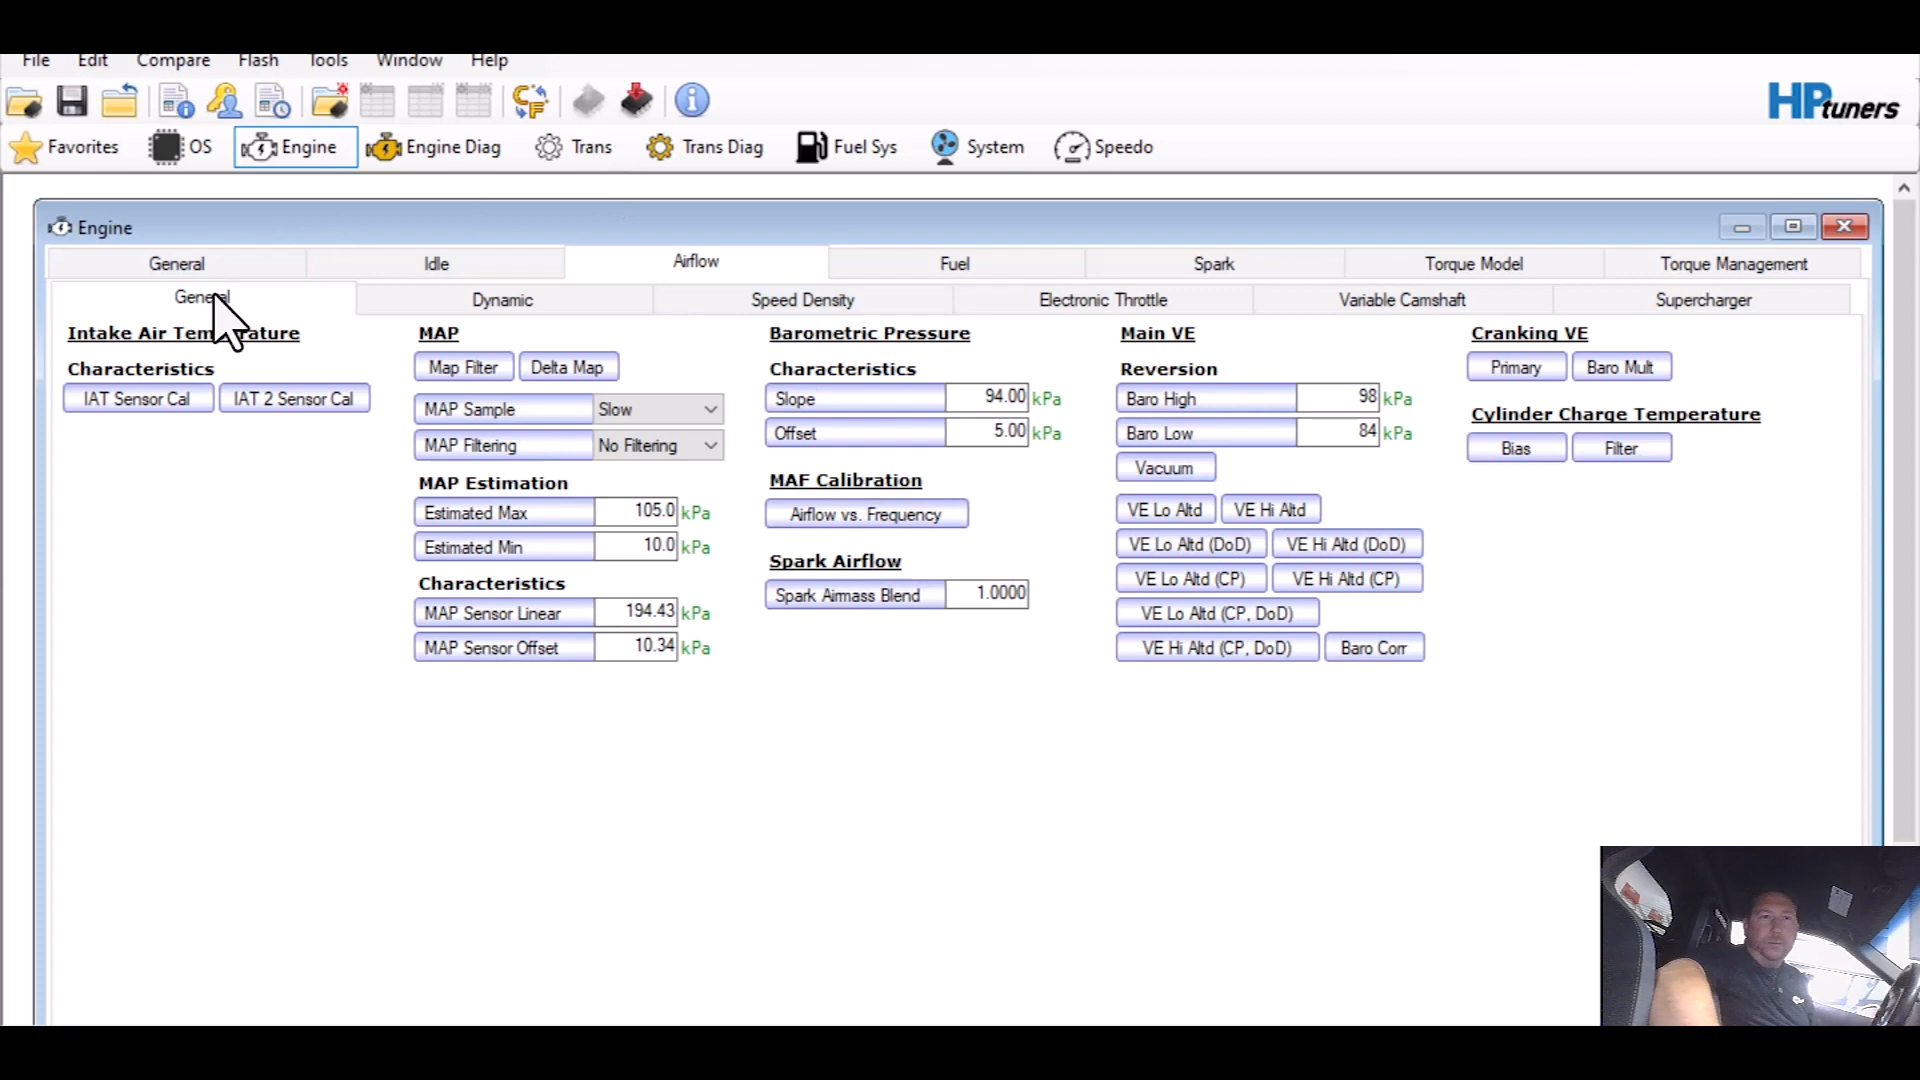 File Edit Compare Flash Tools Window Help
HPtuners
Favorites OS Engine Engine Diag Trans Trans Diag Fuel Sys System Speedo
Engine
General Idle Airflow Fuel Spark Torque Model Torque Management
General Dynamic Speed Density Electronic Throttle Variable Camshaft Supercharger
Intake Air Temperature MAP Barometric Pressure Main VE Cranking VE
Characteristics Map Filter Delta Map Characteristics Reversion Primary Baro Mult
IAT Sensor Cal IAT 2 Sensor Cal MAP Sample Slow Slope 94.00 kPa Baro High 98 kPa Cylinder Charge Temperature
MAP Filtering No Filtering Offset 5.00 kPa Baro Low 84 kPa Bias Filter
MAP Estimation MAF Calibration Vacuum
Estimated Max 105.0 kPa Airflow vs. Frequency VE Lo Altd VE Hi Altd
Estimated Min 10.0 kPa Spark Airflow VE Lo Altd (DoD) VE Hi Altd (DoD)
Characteristics Spark Airmass Blend 1.0000 VE Lo Altd (CP) VE Hi Altd (CP)
MAP Sensor Linear 194.43 kPa VE Lo Altd (CP, DoD)
MAP Sensor Offset 10.34 kPa VE Hi Altd (CP, DoD) Baro Corr